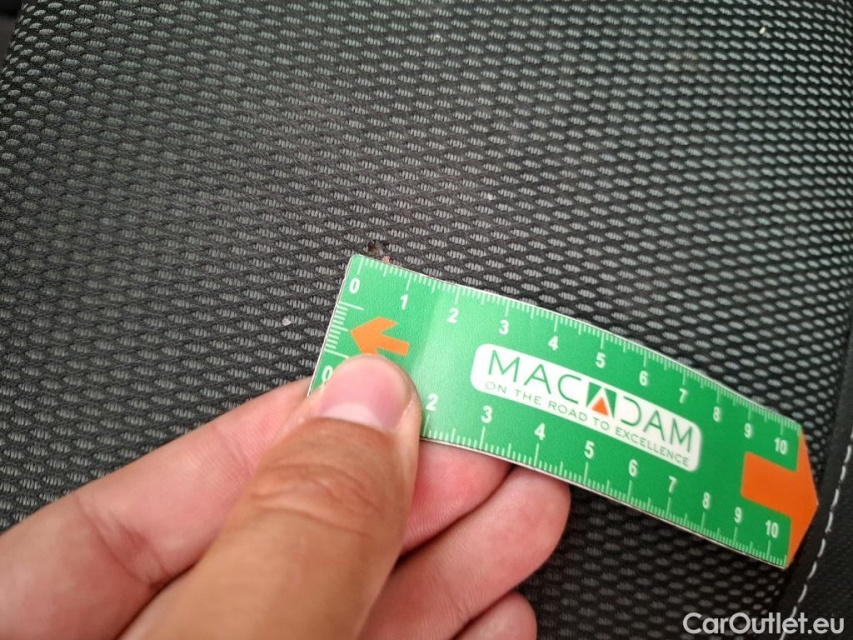 0 1 2 3 4 5 6 7 8 9 10
MACADAM
ON THE ROAD TO EXCELLENCE
0 2 3 4 5 6 7 8 9 10
CarOutlet.eu